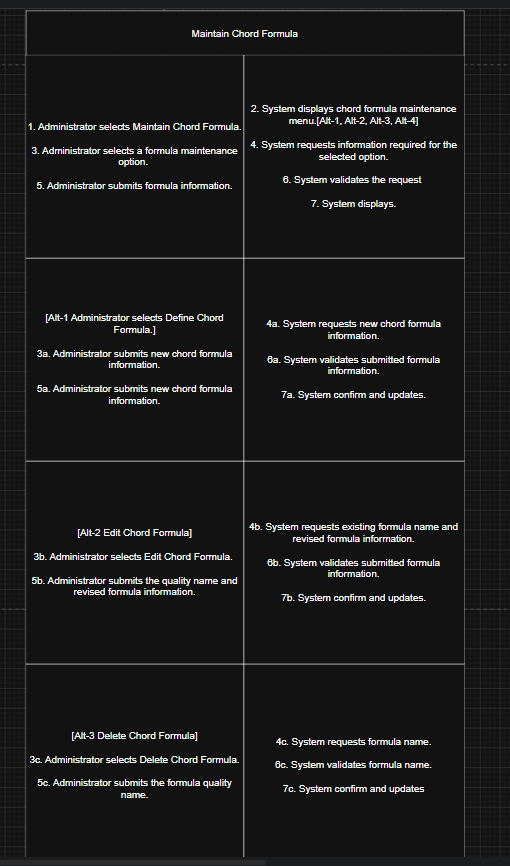 Maintain Chord Formula
1. Administrator selects Maintain Chord Formula.
3. Administrator selects a formula maintenance
option.
5. Administrator submits formula information.
2. System displays chord formula maintenance
menu.[Alt-1, Alt-2, Alt-3, Alt-4]
4. System requests information required for the
selected option.
6. System validates the request
7. System displays.
[Alt-1 Administrator selects Define Chord
Formula.]
3a. Administrator submits new chord formula
information.
5a. Administrator submits new chord formula
information.
4a. System requests new chord formula
information.
6a. System validates submitted formula
information.
7a. System confirm and updates.
[Alt-2 Edit Chord Formula]
3b. Administrator selects Edit Chord Formula.
5b. Administrator submits the quality name and
revised formula information.
4b. System requests existing formula name and
revised formula information.
6b. System validates submitted formula
information.
7b. System confirm and updates.
[Alt-3 Delete Chord Formula]
3c. Administrator selects Delete Chord Formula.
5c. Administrator submits the formula quality
name.
4c. System requests formula name.
6c. System validates formula name.
7c. System confirm and updates